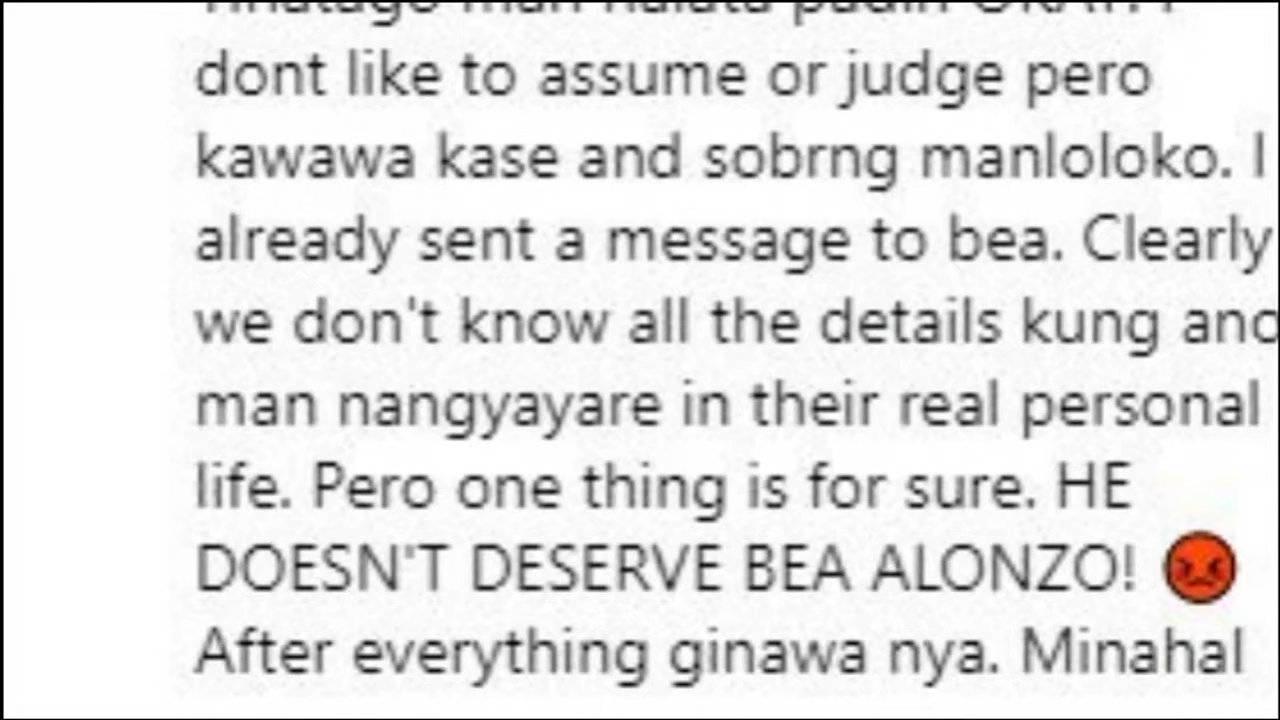 dont like to assume or judge pero
kawawa kase and sobrng manloloko. I
already sent a message to bea. Clearly
we don't know all the details kung ano
man nangyayare in their real personal
life. Pero one thing is for sure. HE
DOESN'T DESERVE BEA ALONZO! 😡
After everything ginawa nya. Minahal